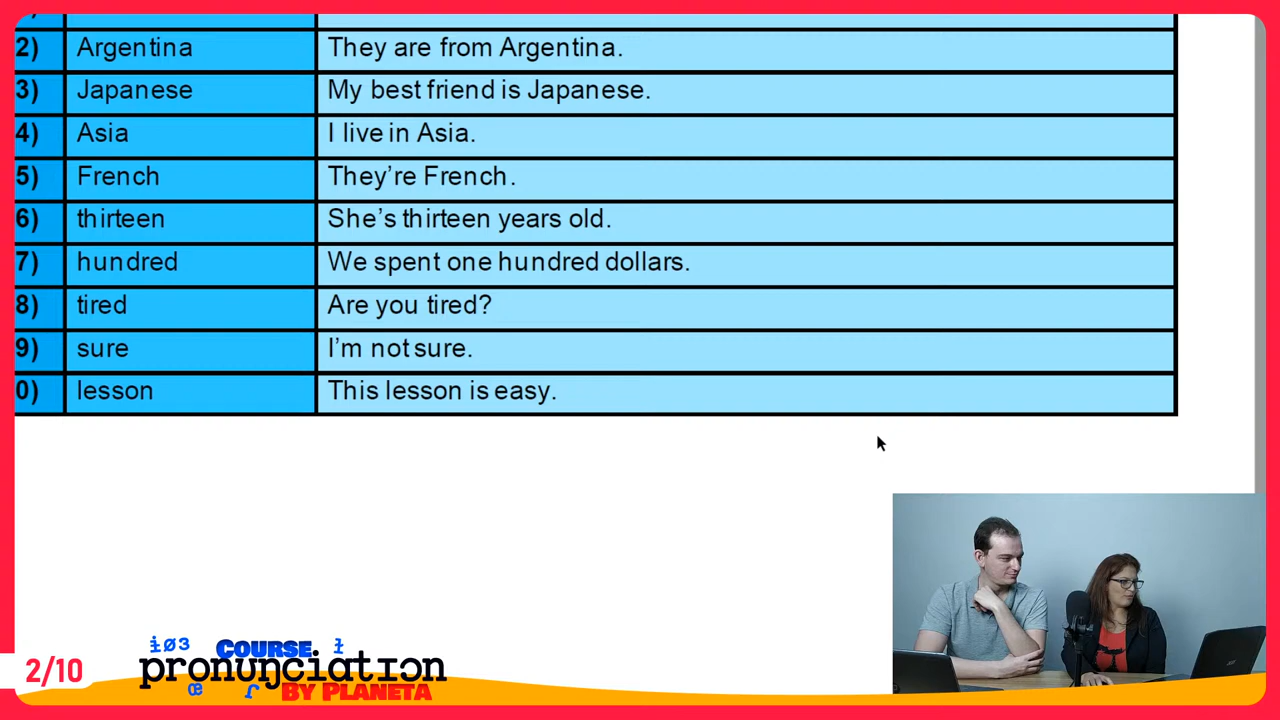 2) Argentina They are from Argentina.
3) Japanese My best friend is Japanese.
4) Asia I live in Asia.
5) French They’re French.
6) thirteen She’s thirteen years old.
7) hundred We spent one hundred dollars.
8) tired Are you tired?
9) sure I’m not sure.
0) lesson This lesson is easy.
2/10
ɨøɜ Course ɫ
pronuŋciatɪɔn
œ ɾ By Planeta